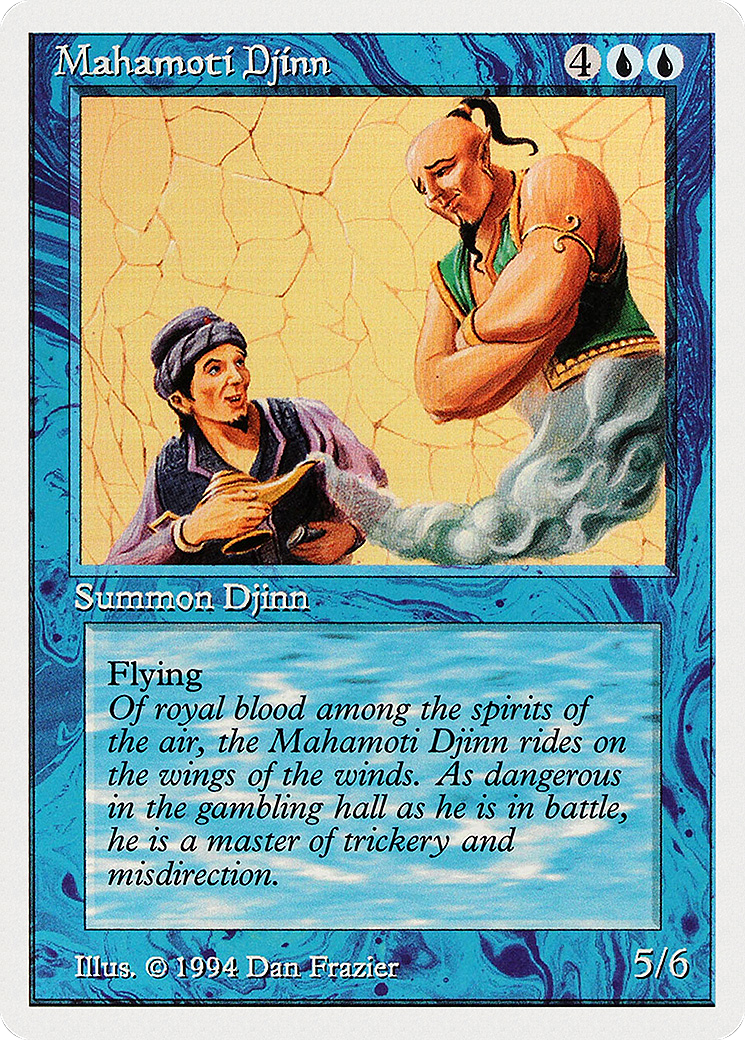 Mahamoti Djinn 4
Summon Djinn
Flying
Of royal blood among the spirits of
the air, the Mahamoti Djinn rides on
the wings of the winds. As dangerous
in the gambling hall as he is in battle,
he is a master of trickery and
misdirection.
Illus. © 1994 Dan Frazier 5/6